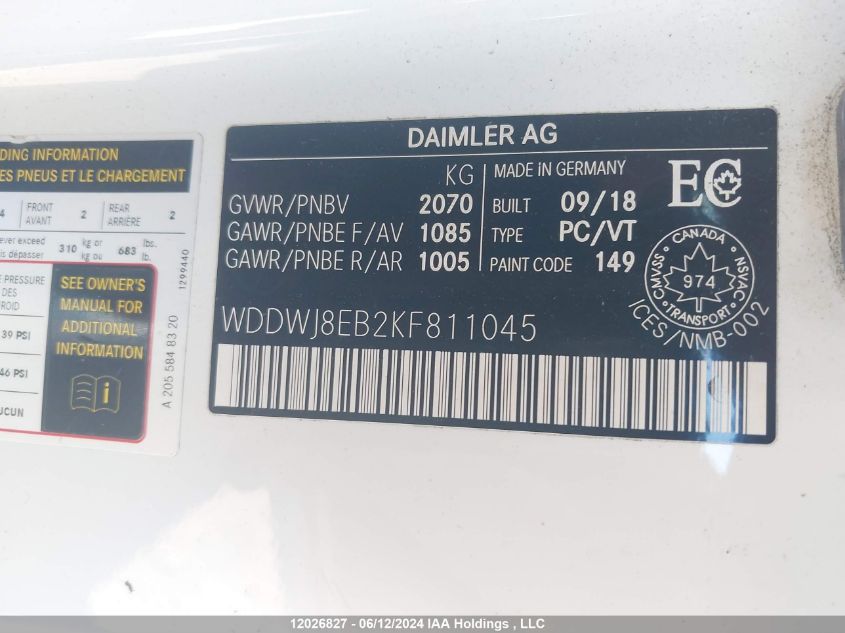 DING INFORMATION
ES PNEUS ET LE CHARGEMENT
4 FRONT AVANT 2 REAR ARRIÈRE 2
ever exceed
is dépasser
310 kg or kg ou 683 lbs. lb.
PRESSURE
DES
ROID
39 PSI
46 PSI
UCUN
SEE OWNER'S
MANUAL FOR
ADDITIONAL
INFORMATION
i
1299440
A 205 584 83 20
DAIMLER AG
KG
GVWR/PNBV 2070
GAWR/PNBE F/AV 1085
GAWR/PNBE R/AR 1005
MADE IN GERMANY
BUILT 09/18
TYPE PC/VT
PAINT CODE 149
EC
CANADA
CMVSS
974
NSVAC
TRANSPORT
ICES/NMB-002
WDDWJ8EB2KF811045
12026827 - 06/12/2024 IAA Holdings , LLC